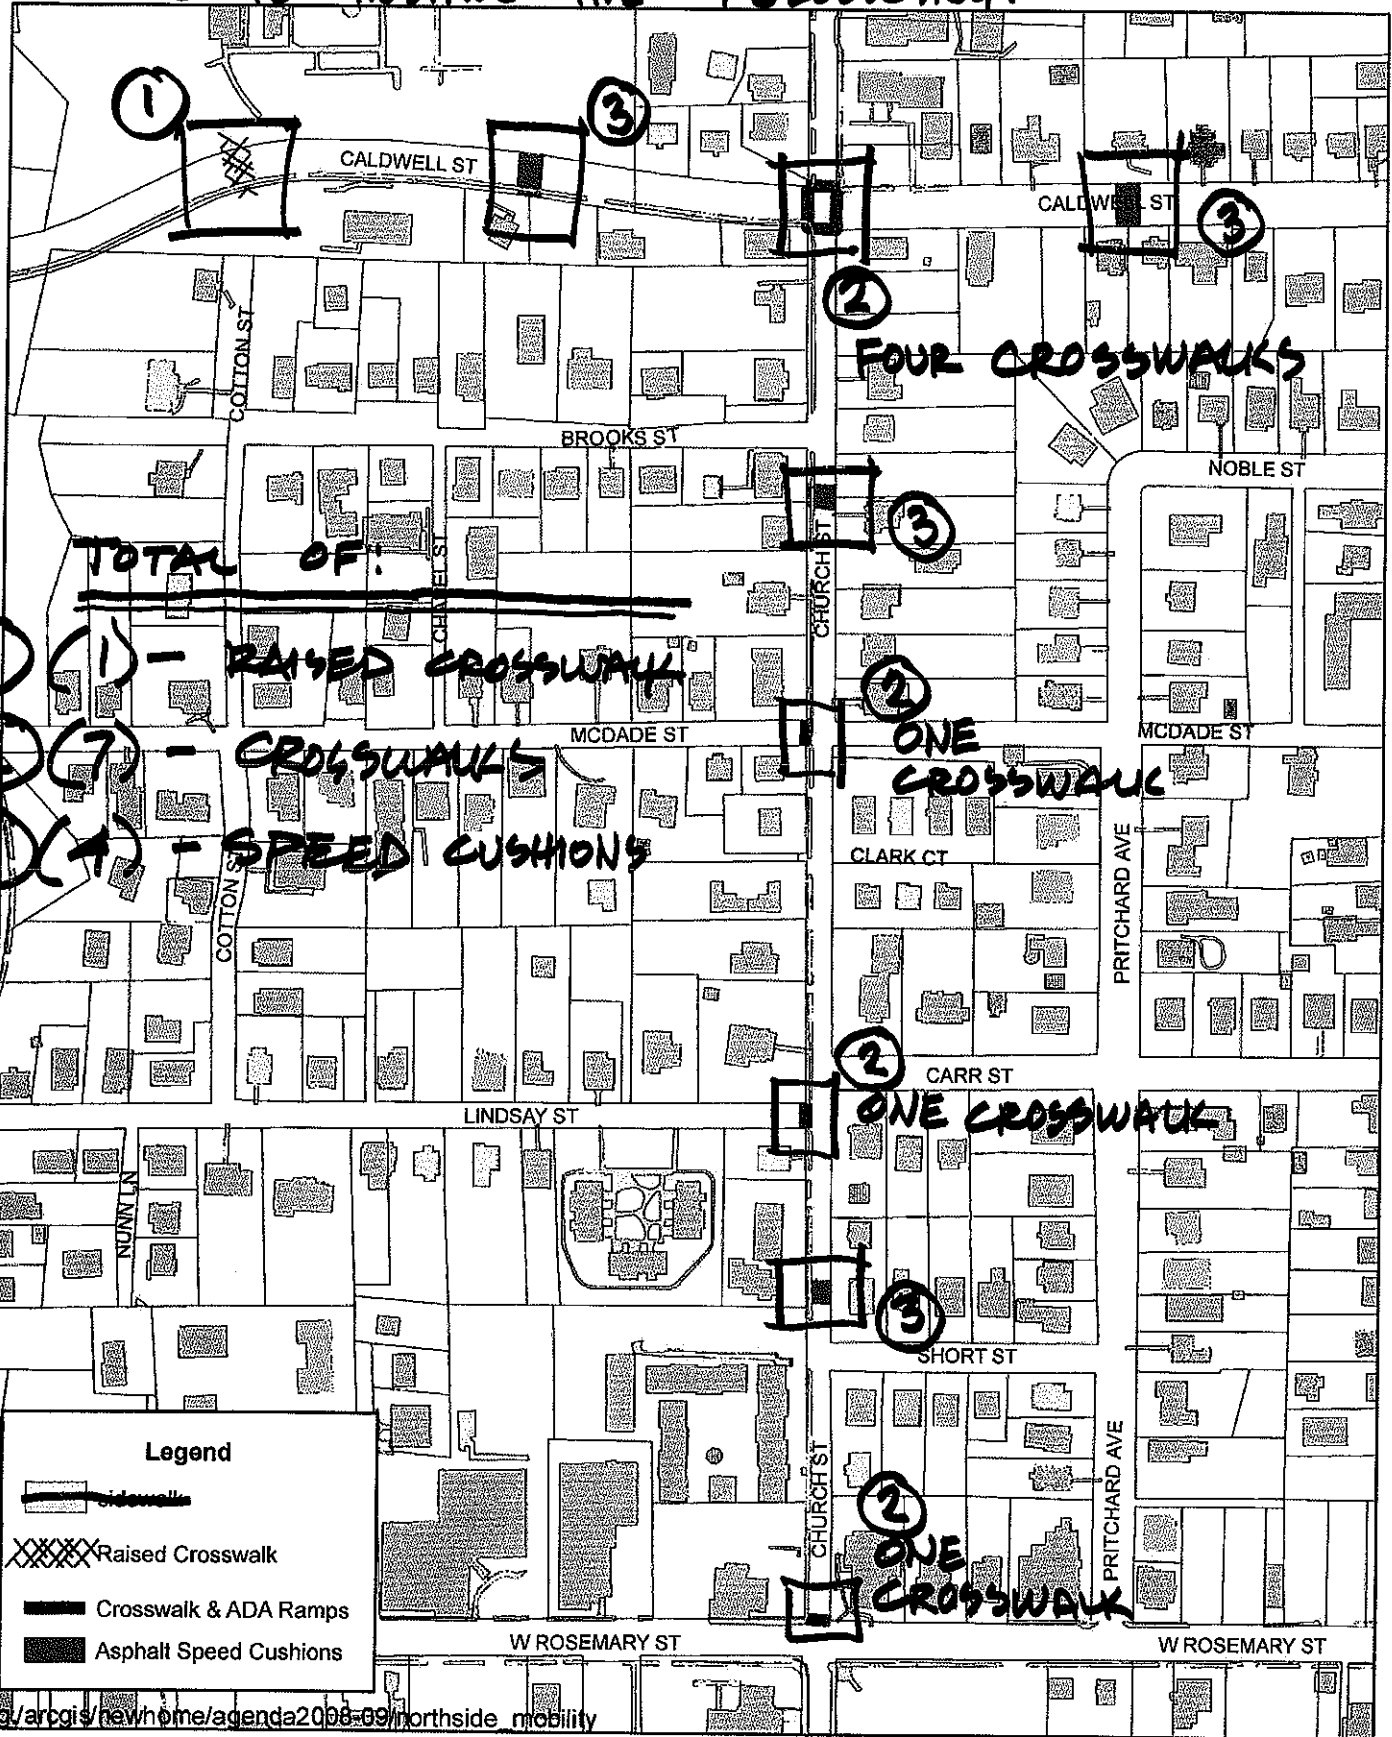 THE FOLLOWING:
1
3
CALDWELL ST
CALDWELL ST
3
2
FOUR CROSSWALKS
COTTON ST
BROOKS ST
NOBLE ST
3
CHURCH ST
CHAPEL ST
TOTAL OF:
(1) - RAISED CROSSWALK
(7) - CROSSWALKS
(4) - SPEED CUSHIONS
2
ONE
CROSSWALK
MCDADE ST
MCDADE ST
CLARK CT
PRITCHARD AVE
COTTON ST
2
CARR ST
ONE CROSSWALK
LINDSAY ST
NUNN LN
3
SHORT ST
CHURCH ST
PRITCHARD AVE
2
ONE
CROSSWALK
W ROSEMARY ST
W ROSEMARY ST
Legend
sidewalk
Raised Crosswalk
Crosswalk & ADA Ramps
Asphalt Speed Cushions
/arcgis/newhome/agenda2008-09/northside_mobility